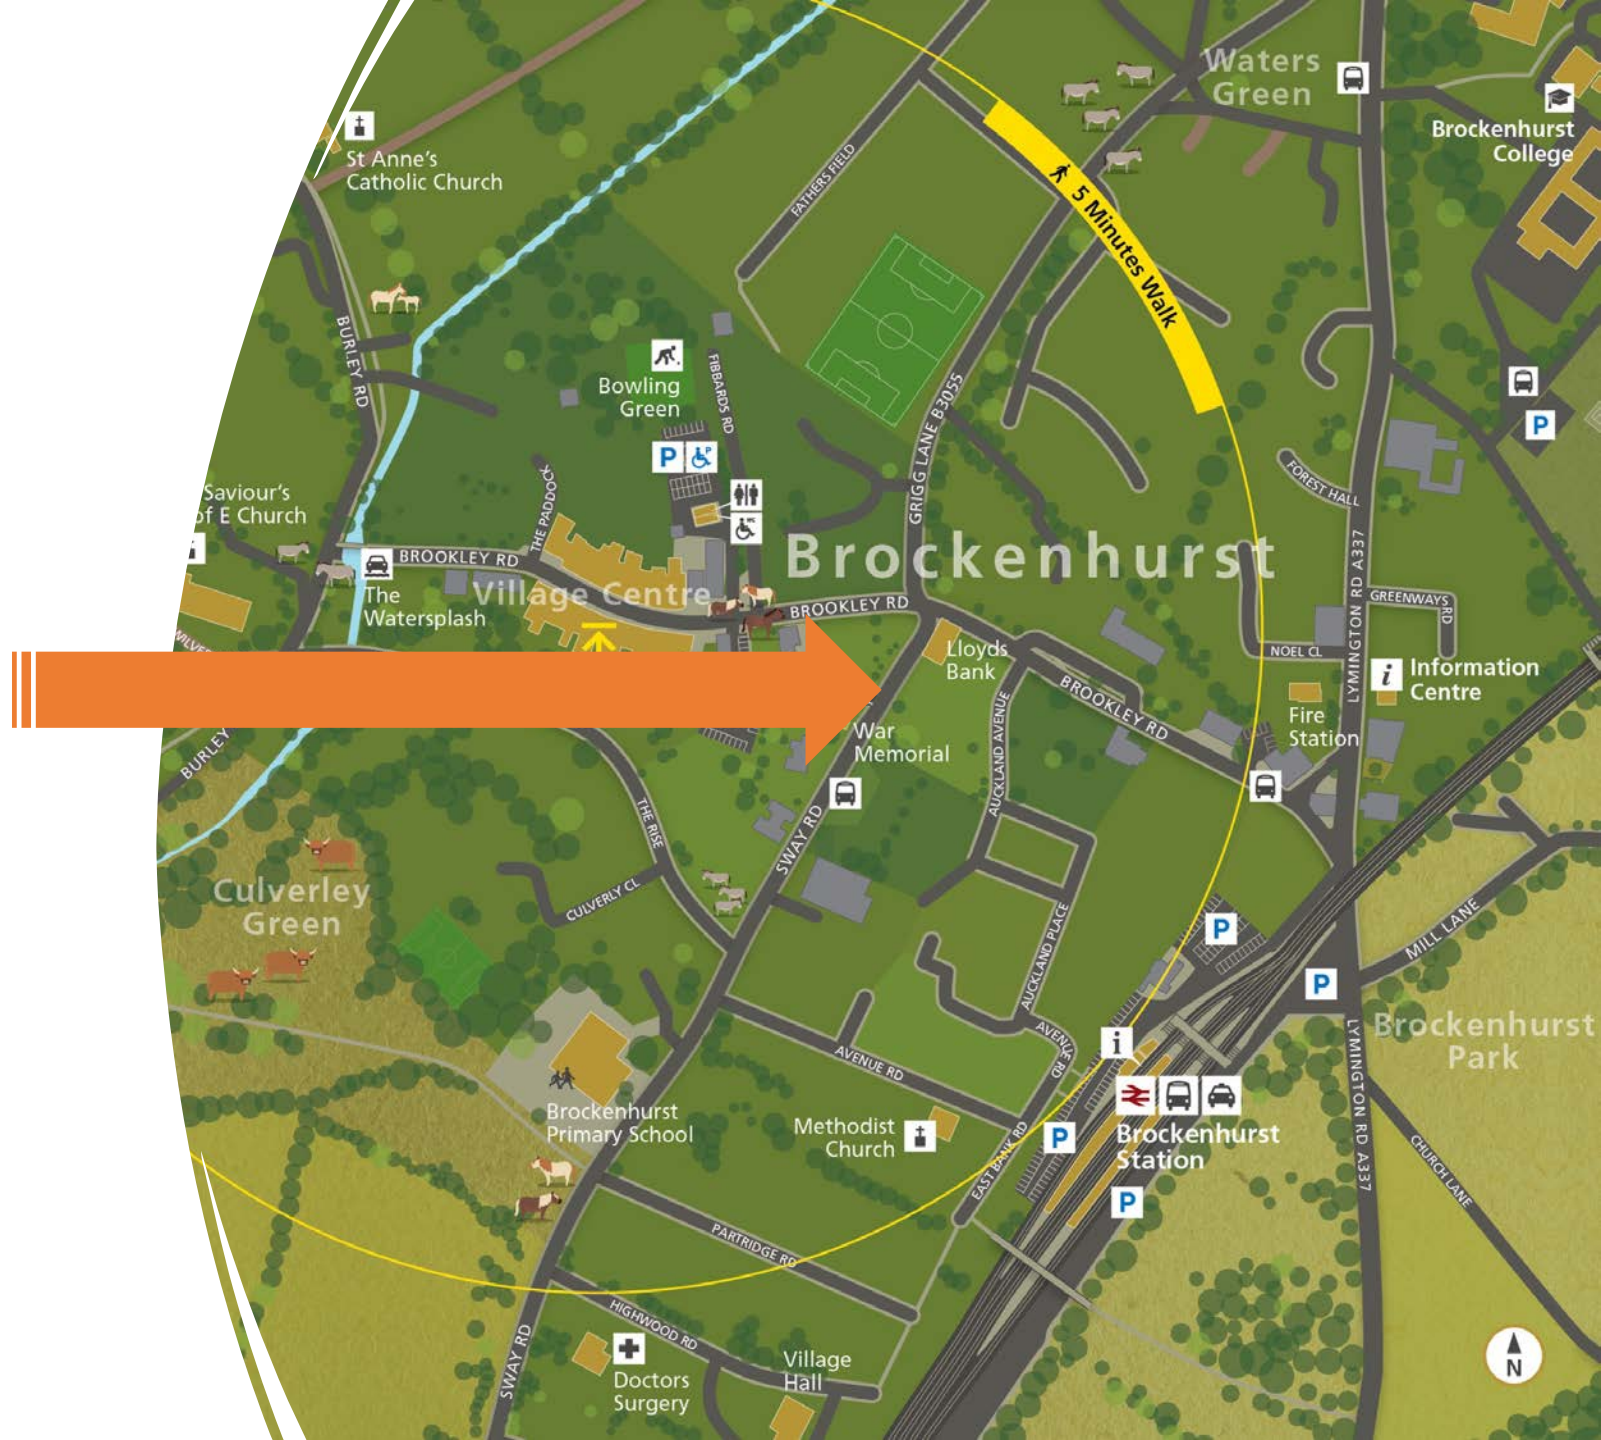 Waters
Green
Brockenhurst
College
St Anne's
Catholic Church
FATHERS FIELD
5 Minutes Walk
BURLEY RD
Bowling
Green
FIBBARDS RD
P
P
GRIGG LANE B3055
FOREST HALL
P
Saviour's
of E Church
THE PADDOCK
WC
BROOKLEY RD
Brockenhurst
LYMINGTON RD A337
The
Watersplash
Village Centre
BROOKLEY RD
GREENWAYS
RD
Lloyds
Bank
NOEL CL
i
Information
Centre
BROOKLEY RD
Fire
Station
BURLEY
War
Memorial
AUCKLAND AVENUE
THE RISE
SWAY RD
Culverley
Green
CULVERLY CL
AUCKLAND PLACE
P
MILL LANE
P
AVENUE RD
i
AVENUE RD
LYMINGTON RD A337
Brockenhurst
Park
Brockenhurst
Primary School
Methodist
Church
P
Brockenhurst
Station
EAST BANK RD
P
CHURCH LANE
PARTRIDGE RD
HIGHWOOD RD
SWAY RD
Doctors
Surgery
Village
Hall
N